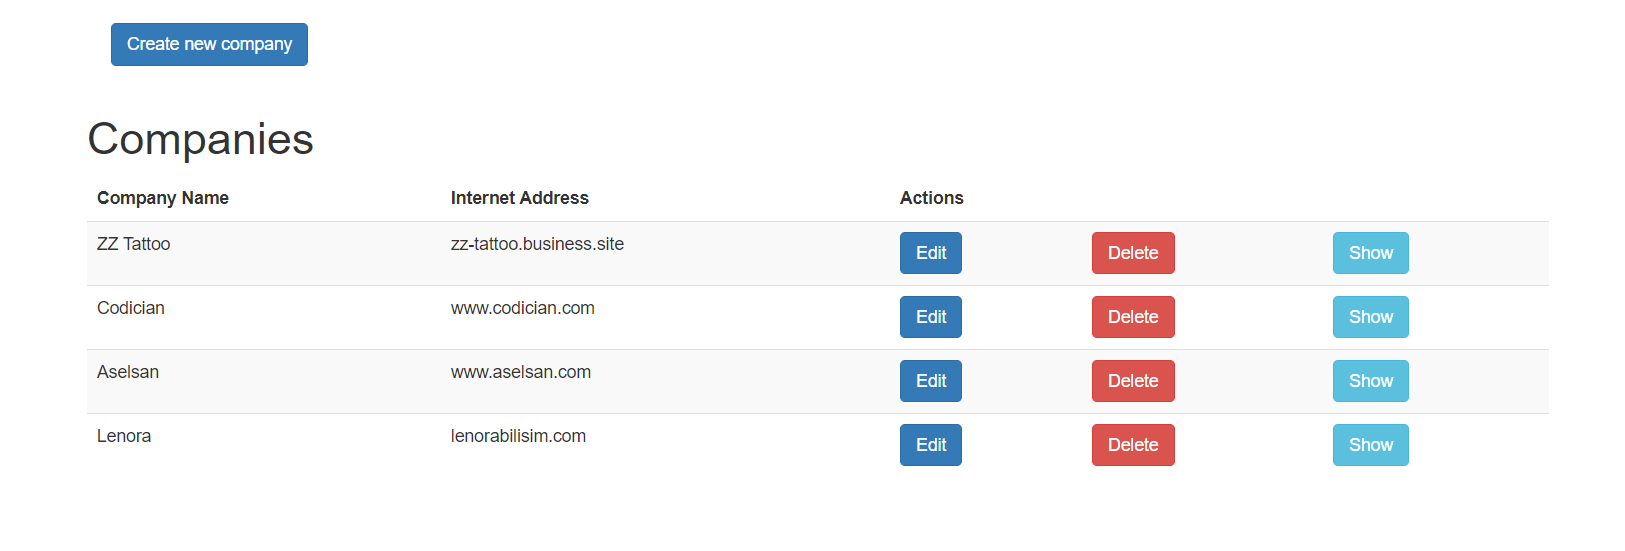 Create new company
Companies
Company Name Internet Address Actions
ZZ Tattoo zz-tattoo.business.site Edit Delete Show
Codician www.codician.com Edit Delete Show
Aselsan www.aselsan.com Edit Delete Show
Lenora lenorabilisim.com Edit Delete Show